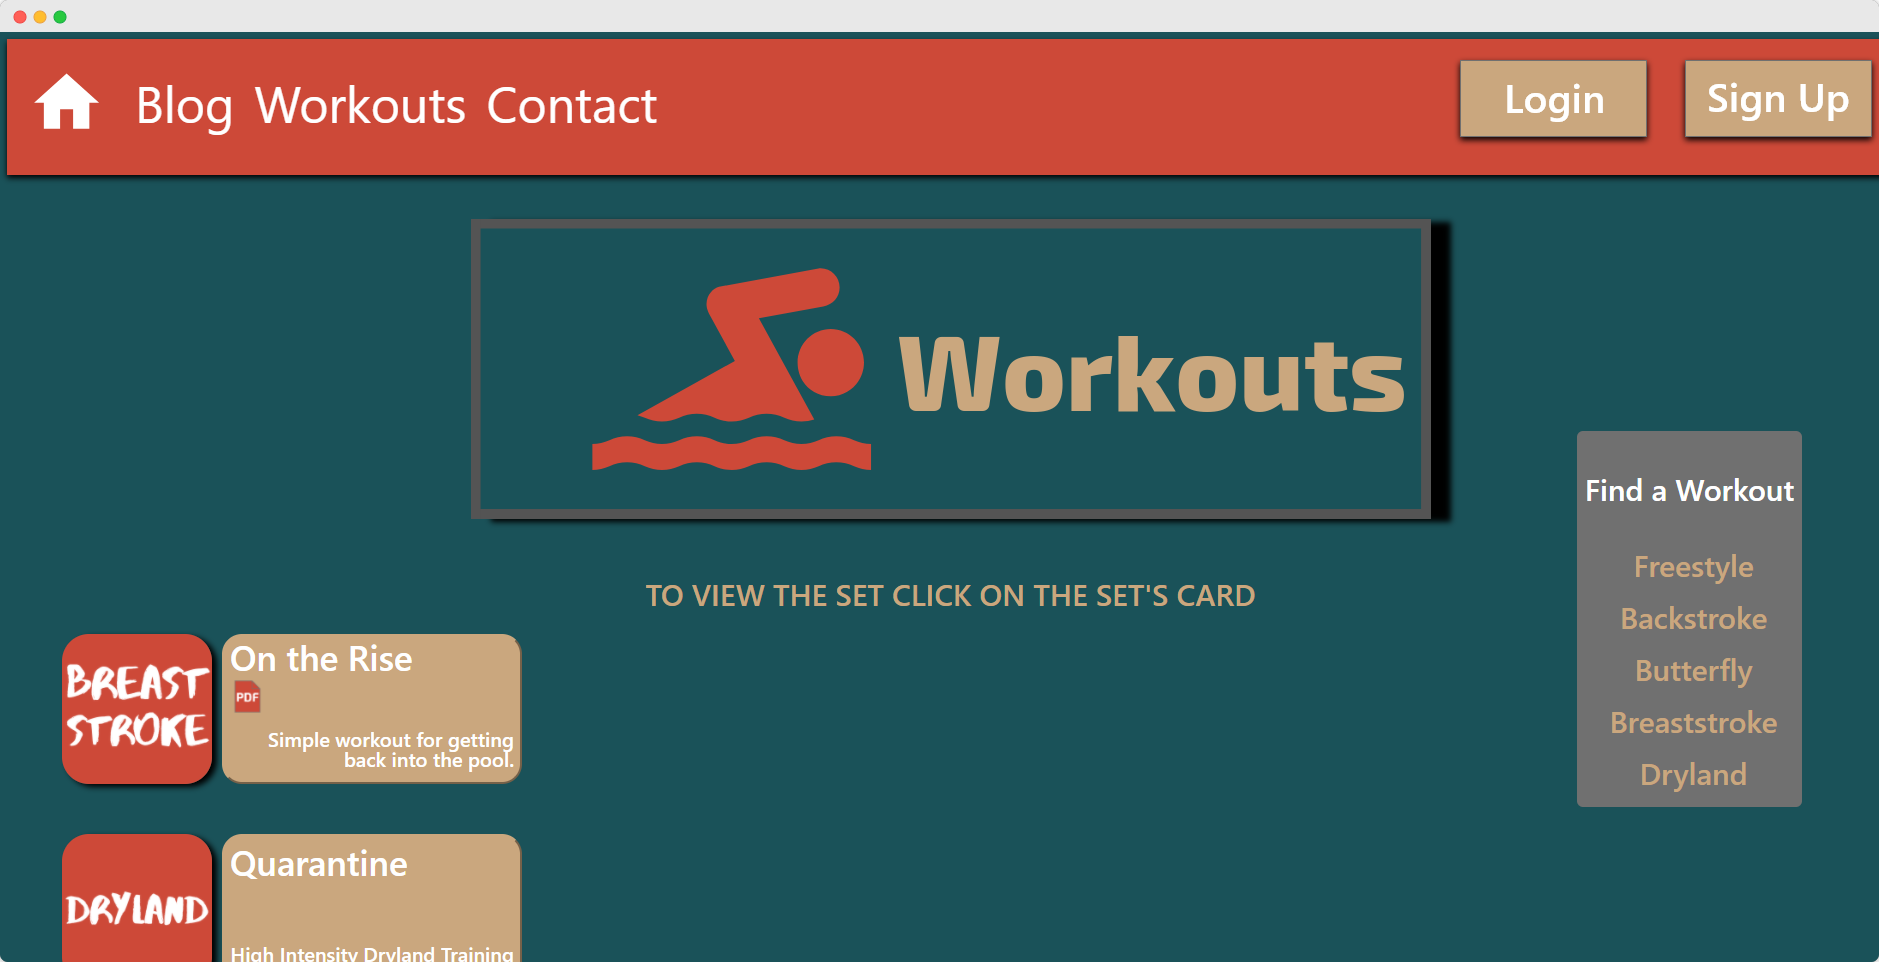 Blog Workouts Contact
Login
Sign Up
Workouts
Find a Workout
Freestyle
Backstroke
Butterfly
Breaststroke
Dryland
TO VIEW THE SET CLICK ON THE SET'S CARD
BREAST
STROKE
On the Rise
PDF
Simple workout for getting
back into the pool.
DRYLAND
Quarantine
High Intensity Dryland Training